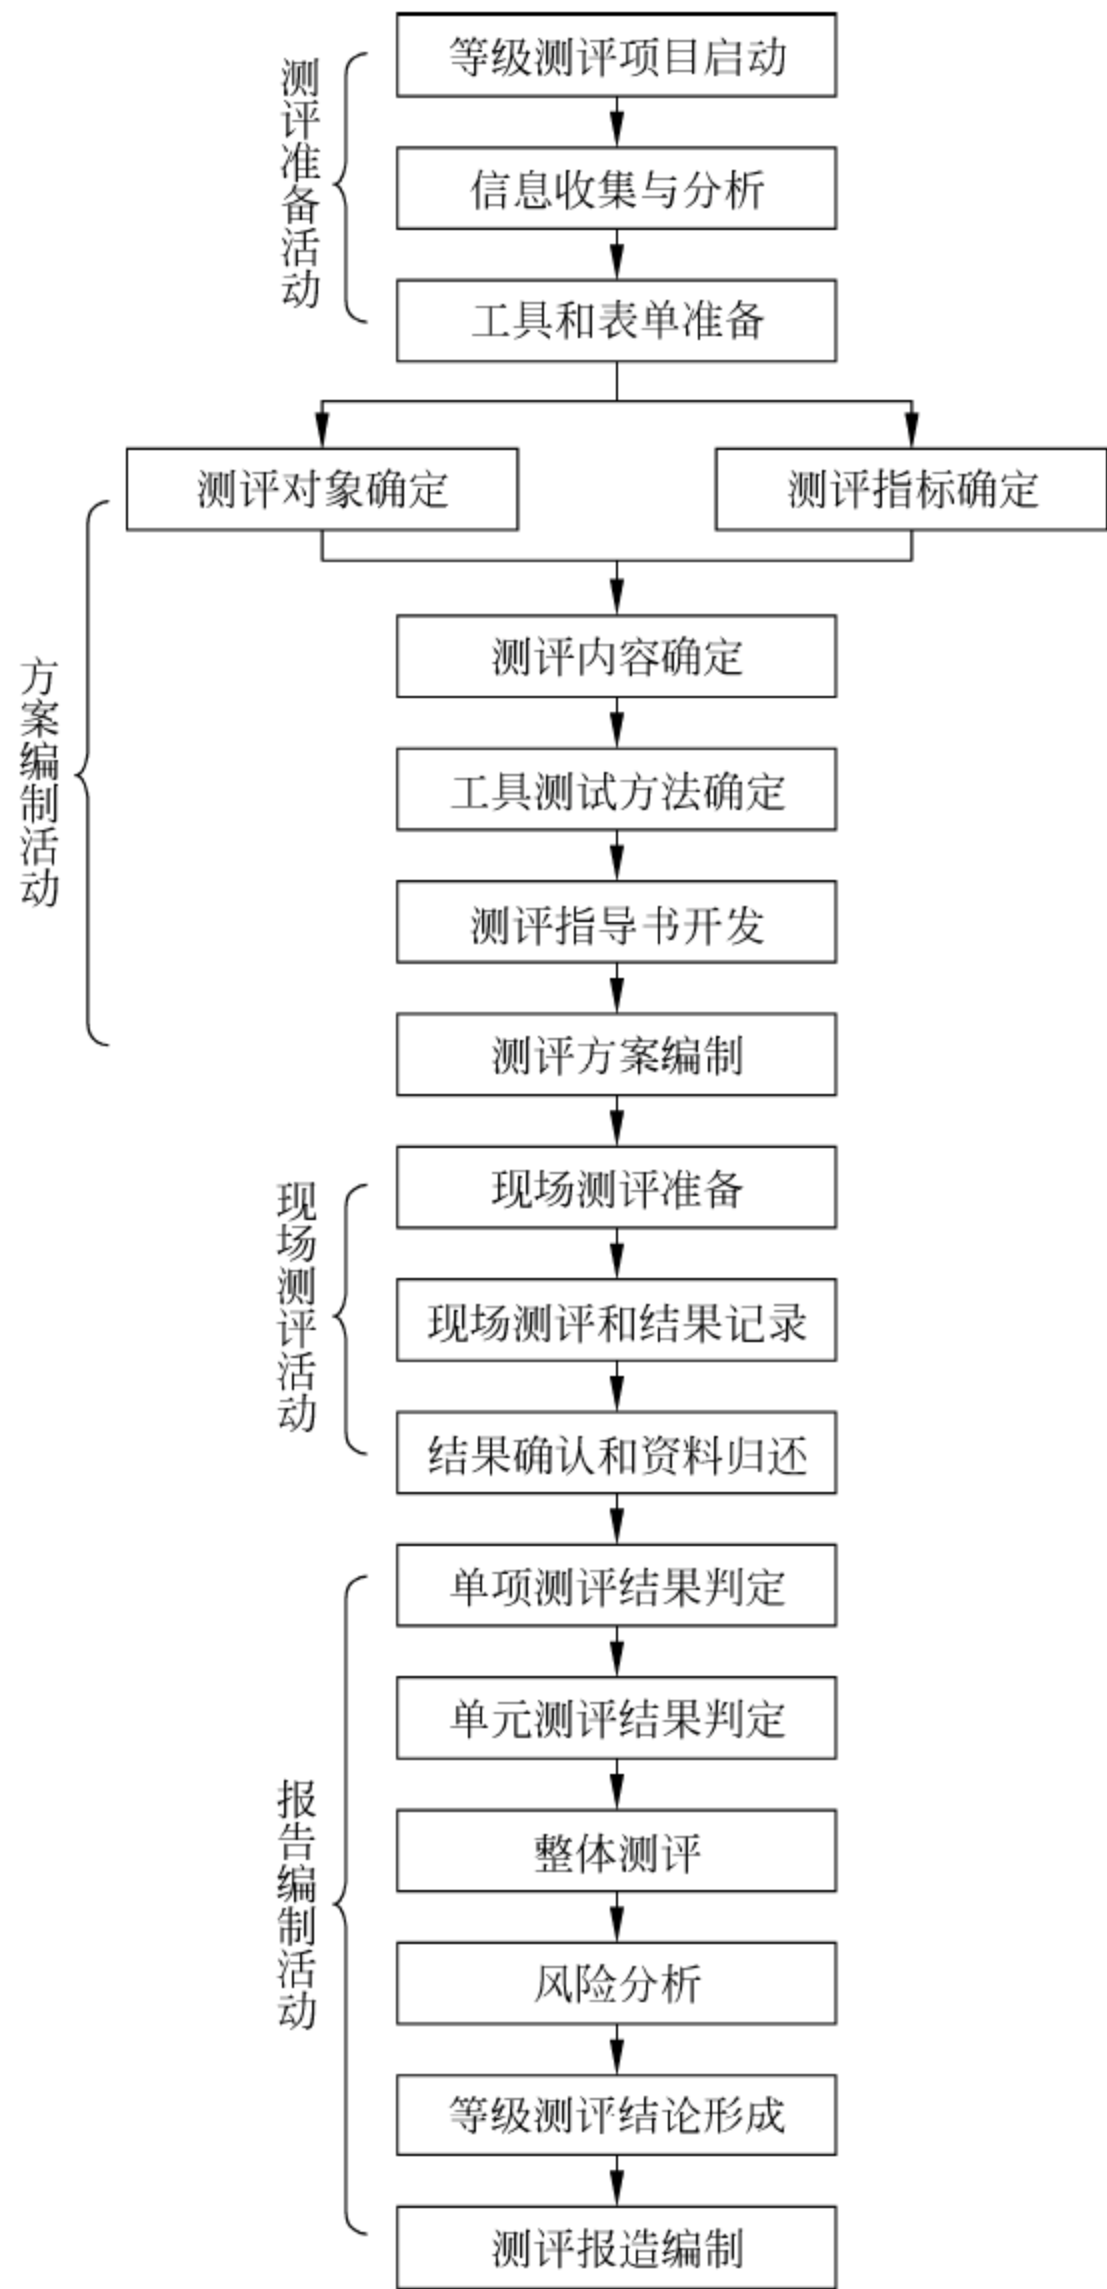 测评准备活动
等级测评项目启动
信息收集与分析
工具和表单准备
方案编制活动
测评对象确定
测评指标确定
测评内容确定
工具测试方法确定
测评指导书开发
测评方案编制
现场测评活动
现场测评准备
现场测评和结果记录
结果确认和资料归还
报告编制活动
单项测评结果判定
单元测评结果判定
整体测评
风险分析
等级测评结论形成
测评报造编制